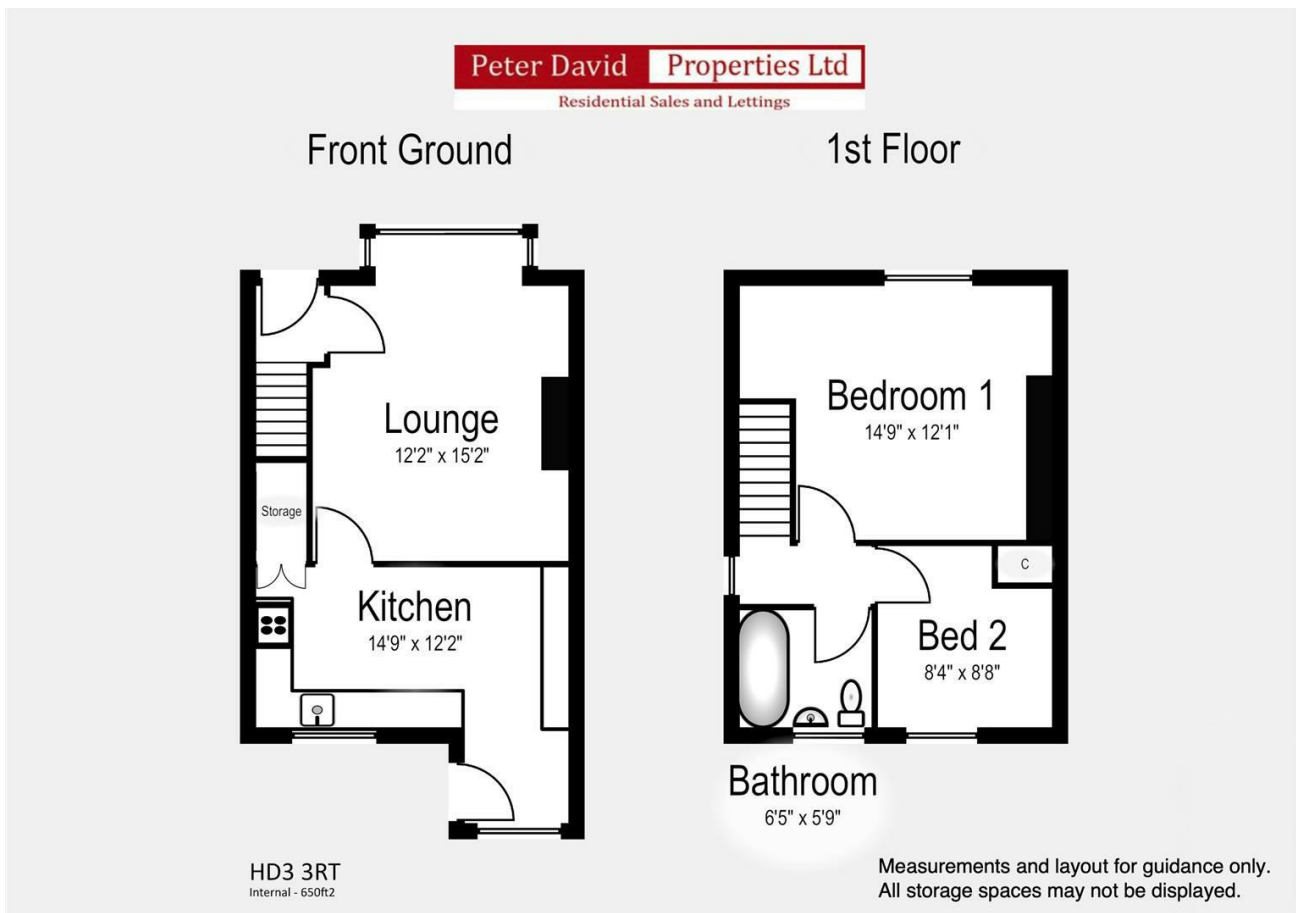 Peter David Properties Ltd
Residential Sales and Lettings
Front Ground
1st Floor
Lounge
12'2" x 15'2"
Storage
Kitchen
14'9" x 12'2"
Bedroom 1
14'9" x 12'1"
C
Bed 2
8'4" x 8'8"
Bathroom
6'5" x 5'9"
HD3 3RT
Internal - 650ft2
Measurements and layout for guidance only.
All storage spaces may not be displayed.